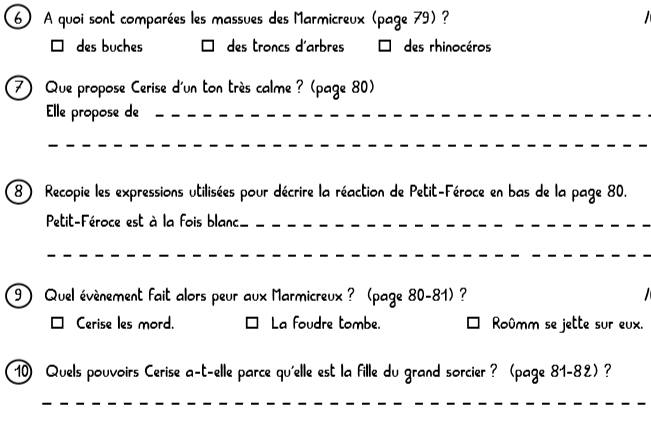 6 A quoi sont comparées les massues des Marmicreux (page 79) ?
□ des buches □ des troncs d'arbres □ des rhinocéros
7 Que propose Cerise d'un ton très calme ? (page 80)
Elle propose de
8 Recopie les expressions utilisées pour décrire la réaction de Petit-Féroce en bas de la page 80.
Petit-Féroce est à la fois blanc
9 Quel évènement fait alors peur aux Marmicreux ? (page 80-81) ?
□ Cerise les mord. □ La foudre tombe. □ Roûmm se jette sur eux.
10 Quels pouvoirs Cerise a-t-elle parce qu'elle est la fille du grand sorcier ? (page 81-82) ?